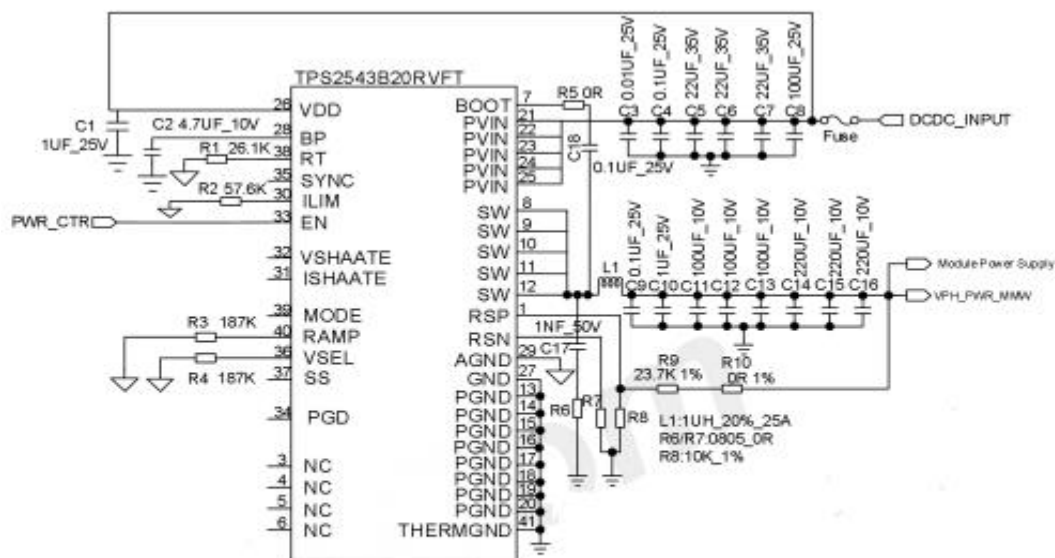 TPS2543B20RVFT
26 VDD
28 BP
38 RT
35 SYNC
30 ILIM
33 EN
32 VSHAATE
31 ISHAATE
39 MODE
40 RAMP
36 VSEL
37 SS
34 PGD
3 NC
4 NC
5 NC
6 NC
BOOT 7
PVIN 21
PVIN 22
PVIN 23
PVIN 24
PVIN 25
SW 8
SW 9
SW 10
SW 11
SW 12
RSP 1
RSN
AGND 29
GND 27
PGND 13
PGND 14
PGND 15
PGND 16
PGND 17
PGND 18
PGND 19
PGND 20
THERMGND 41
C1
1UF_25V
C2 4.7UF_10V
R1 26.1K
R2 57.6K
PWR_CTR
R3 187K
R4 187K
R5 0R
C18
0.1UF_25V
C3 0.01UF_25V
C4 0.1UF_25V
C5 22UF_35V
C6 22UF_35V
C7 22UF_35V
C8 100UF_25V
Fuse
DCDC_INPUT
L1
C9 0.1UF_25V
C10 1UF_25V
C11 100UF_10V
C12 100UF_10V
C13 100UF_10V
C14 220UF_10V
C15 220UF_10V
C16 220UF_10V
Module Power Supply
VPH_PWR_MMW
1NF_50V
C17
R6
R7
R8
R9
23.7K 1%
R10
0R 1%
L1:1UH_20%_25A
R6/R7:0805_0R
R8:10K_1%